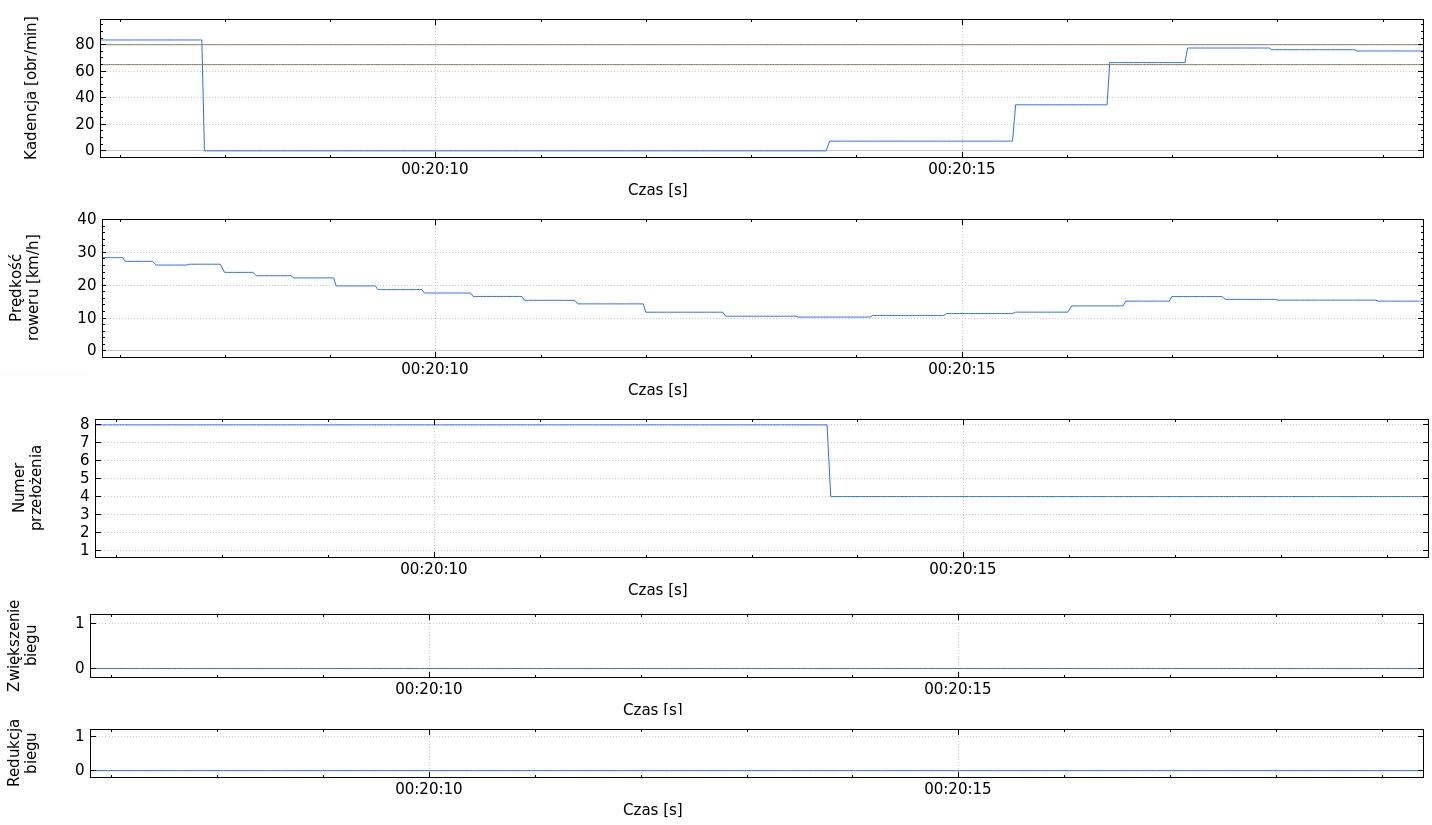 Kadencja [obr/min]
80
60
40
20
0
00:20:10 00:20:15
Czas [s]
Prędkość
roweru [km/h]
40
30
20
10
0
00:20:10 00:20:15
Czas [s]
Numer
przełożenia
8
7
6
5
4
3
2
1
00:20:10 00:20:15
Czas [s]
Zwiększenie
biegu
1
0
00:20:10 00:20:15
Czas [s]
Redukcja
biegu
1
0
00:20:10 00:20:15
Czas [s]